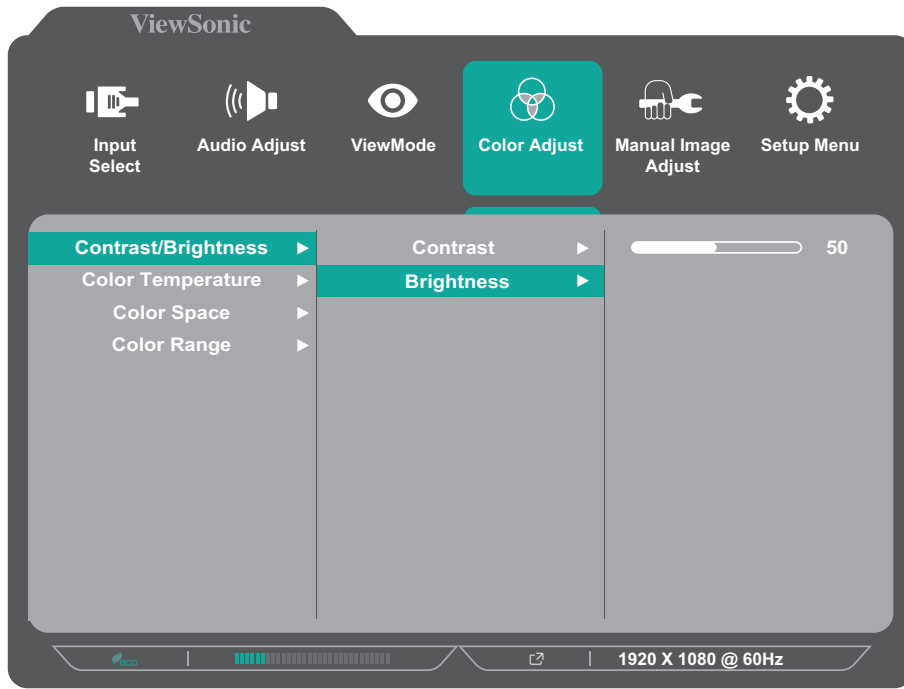 ViewSonic
Input
Select
Audio Adjust
ViewMode
Color Adjust
Manual Image
Adjust
Setup Menu
Contrast/Brightness
Color Temperature
Color Space
Color Range
Contrast
Brightness
50
eco
1920 X 1080 @ 60Hz